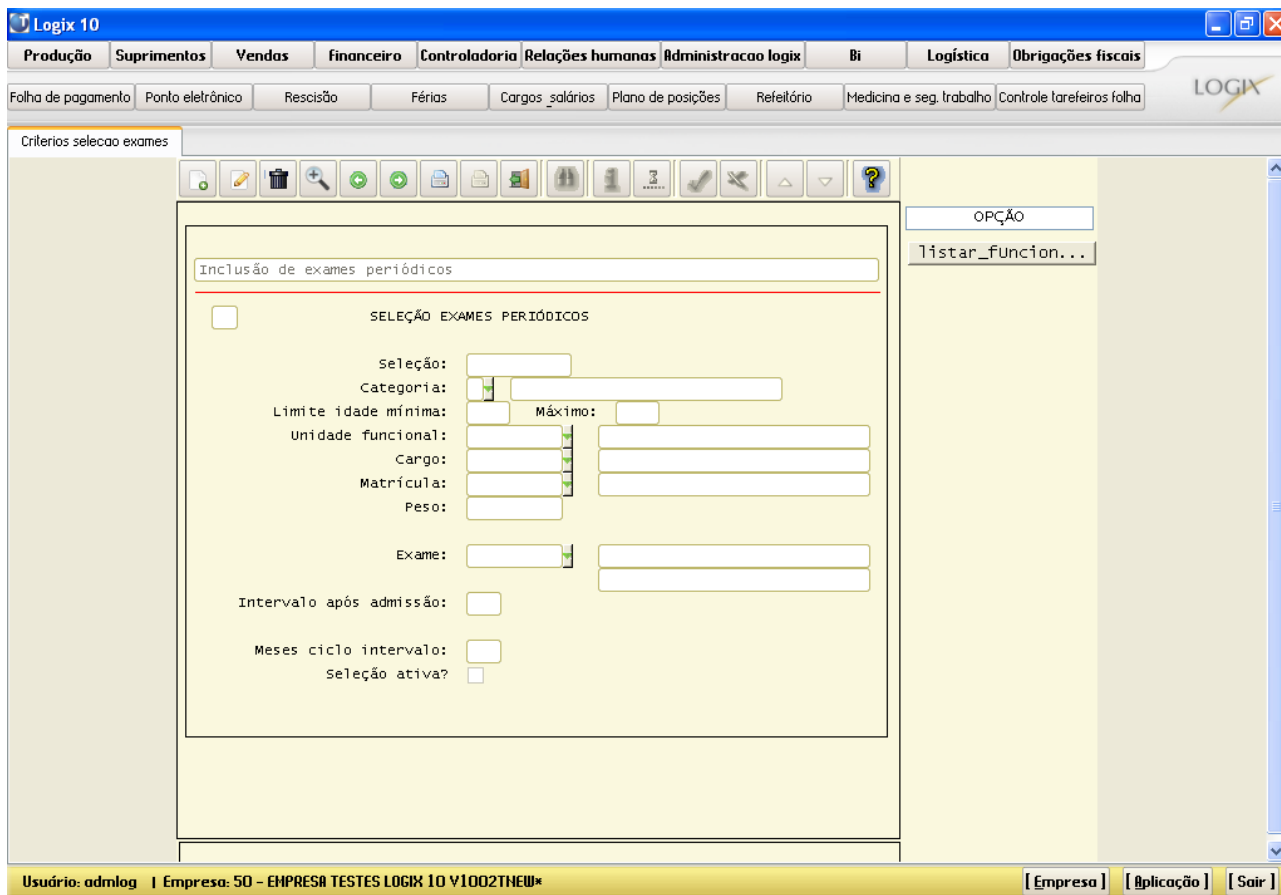 Logix 10
Produção Suprimentos Vendas Financeiro Controladoria Relações humanas Administracao logix Bi Logística Obrigações fiscais
LOGIX
Folha de pagamento Ponto eletrônico Rescisão Férias Cargos_salários Plano de posições Refeitório Medicina e seg. trabalho Controle tarefeiros folha
Criterios selecao exames
OPÇÃO
listar_fUncion...
Inclusão de exames periódicos
SELEÇÃO EXAMES PERIÓDICOS
Seleção:
Categoria:
Limite idade mínima: Máximo:
Unidade funcional:
Cargo:
Matrícula:
Peso:
Exame:
Intervalo após admissão:
Meses ciclo intervalo:
Seleção ativa?
Usuário: admlog | Empresa: 50 - EMPRESA TESTES LOGIX 10 V1002TNEW* [ Empresa ] [ Aplicação ] [ Sair ]